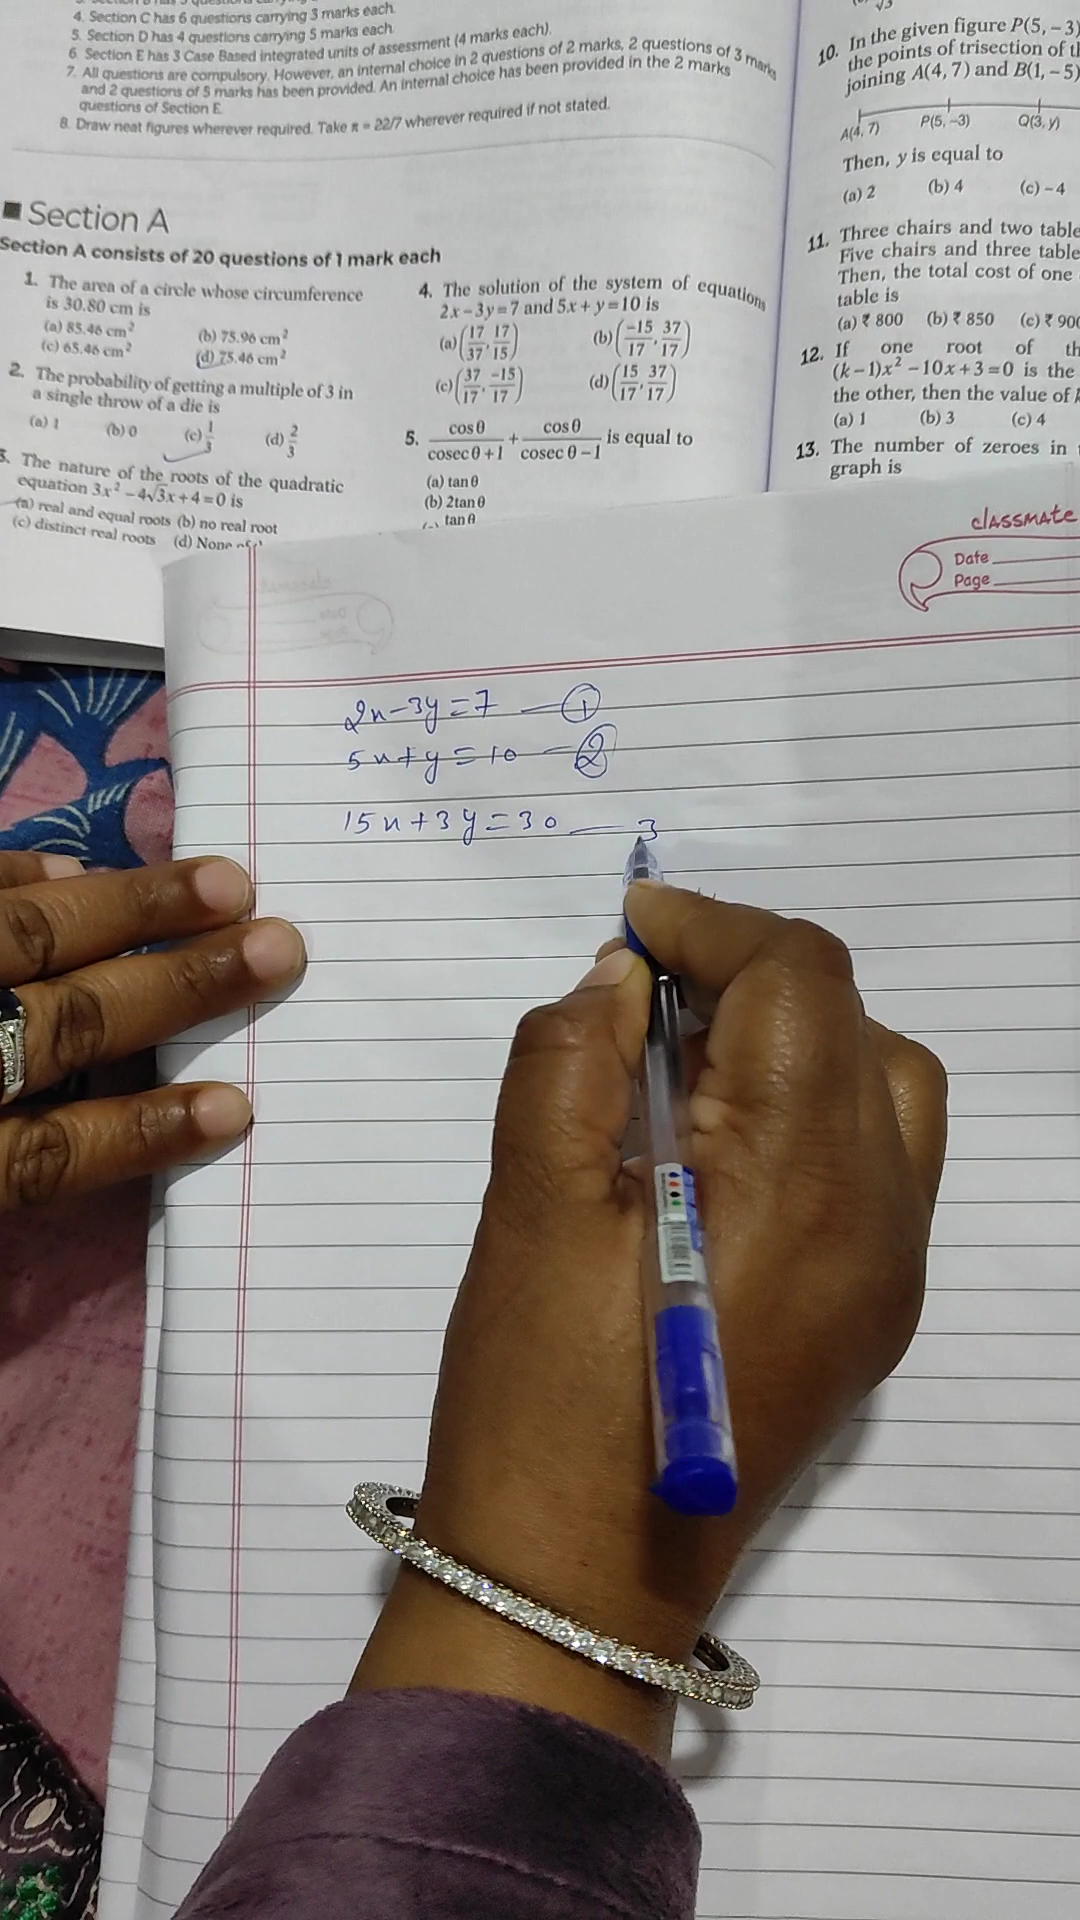 4. Section C has 6 questions carrying 3 marks each.
5. Section D has 4 questions carrying 5 marks each.
6. Section E has 3 Case Based integrated units of assessment (4 marks each).
7. All questions are compulsory. However, an internal choice in 2 questions of 2 marks, 2 questions of 3 marks
and 2 questions of 5 marks has been provided. An internal choice has been provided in the 2 marks
questions of Section E.
8. Draw neat figures wherever required. Take π = 22/7 wherever required if not stated.
Section A
Section A consists of 20 questions of 1 mark each
1. The area of a circle whose circumference
is 30.80 cm is
(a) 85.46 cm² (b) 75.96 cm²
(c) 65.46 cm² (d) 75.46 cm²
2. The probability of getting a multiple of 3 in
a single throw of a die is
(a) 1 (b) 0 (c) 1/3 (d) 2/3
3. The nature of the roots of the quadratic
equation 3x² – 4√3x + 4 = 0 is
(a) real and equal roots (b) no real root
(c) distinct real roots (d) None
4. The solution of the system of equations
2x – 3y = 7 and 5x + y = 10 is
(a) (17/37, 17/15) (b) (–15/17, 37/17)
(c) (37/17, –15/17) (d) (15/17, 37/17)
5. cos θ/(cosec θ + 1) + cos θ/(cosec θ – 1) is equal to
(a) tan θ
(b) 2tan θ
tan θ
10. In the given figure P(5, –3)
the points of trisection of
joining A(4, 7) and B(1, –5)
A(4, 7) P(5, –3) Q(3, y)
Then, y is equal to
(a) 2 (b) 4 (c) –4
11. Three chairs and two table
Five chairs and three table
Then, the total cost of one
table is
(a) ₹ 800 (b) ₹ 850 (c) ₹ 900
12. If one root of
(k – 1)x² – 10x + 3 = 0 is the
the other, then the value of
(a) 1 (b) 3 (c) 4
13. The number of zeroes in
graph is
classmate
Date
Page
2x–3y=7 — ①
5x+y=10 – ②
15x+3y=30 — 3